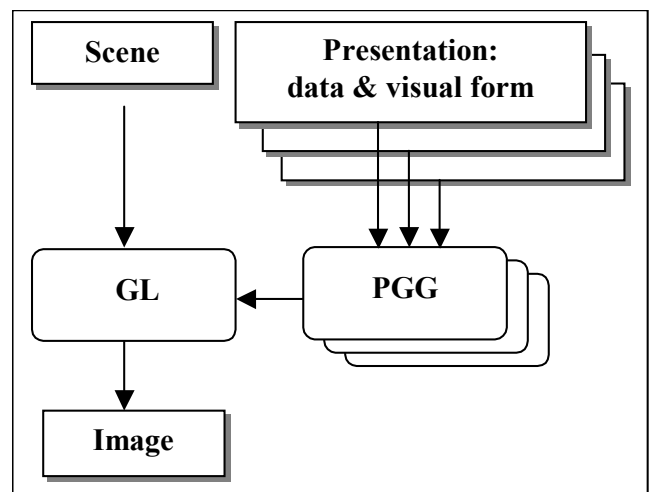 Scene
Presentation:
data & visual form
GL
PGG
Image